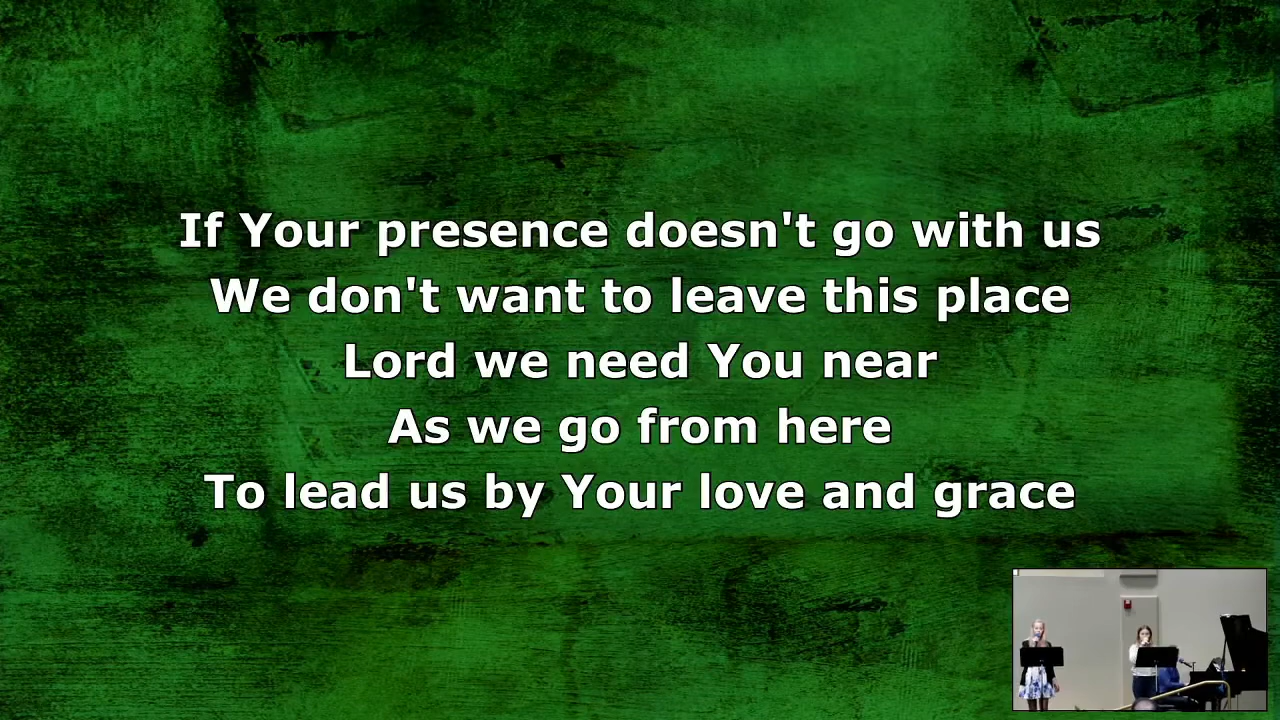 If Your presence doesn't go with us
We don't want to leave this place
Lord we need You near
As we go from here
To lead us by Your love and grace